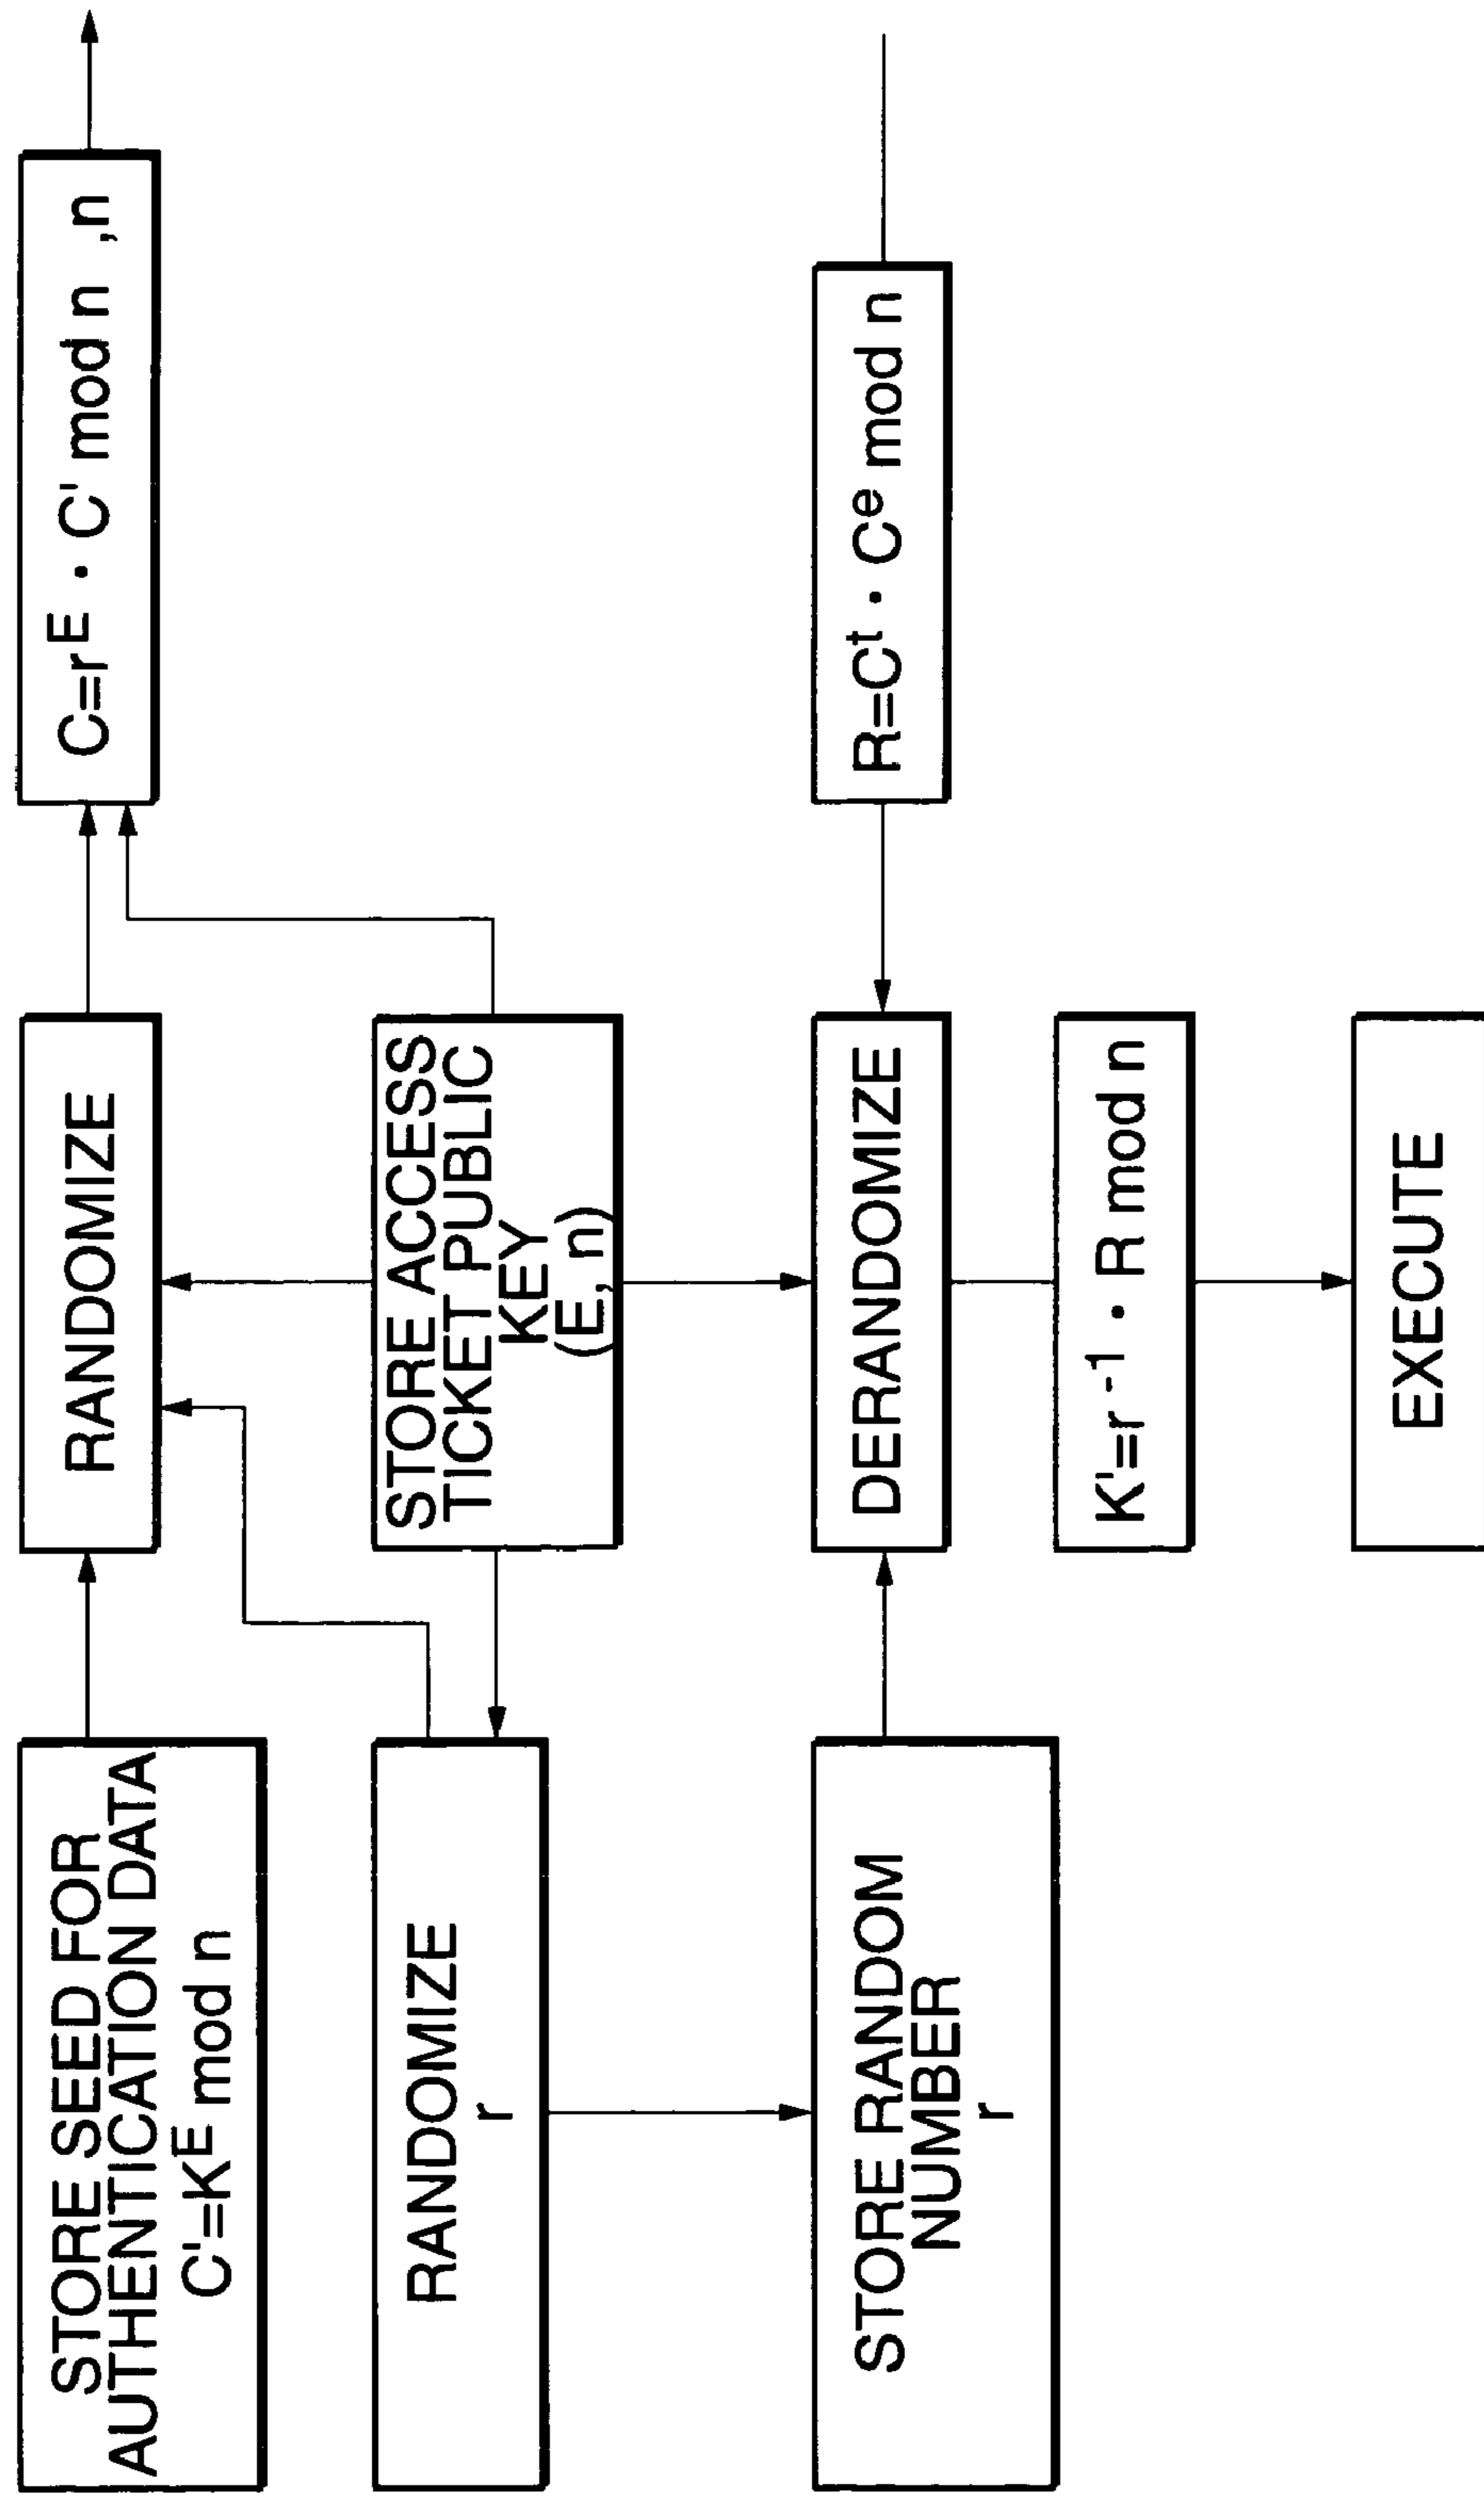 STORE SEED FOR
AUTHENTICATION DATA
C'=K^E mod n
RANDOMIZE
C=r^E · C' mod n ,n
RANDOMIZE
r
STORE ACCESS
TICKET PUBLIC
KEY
(E, n)
STORE RANDOM
NUMBER
r
DERANDOMIZE
R=C^t · C^e mod n
K'=r^-1 · R mod n
EXECUTE